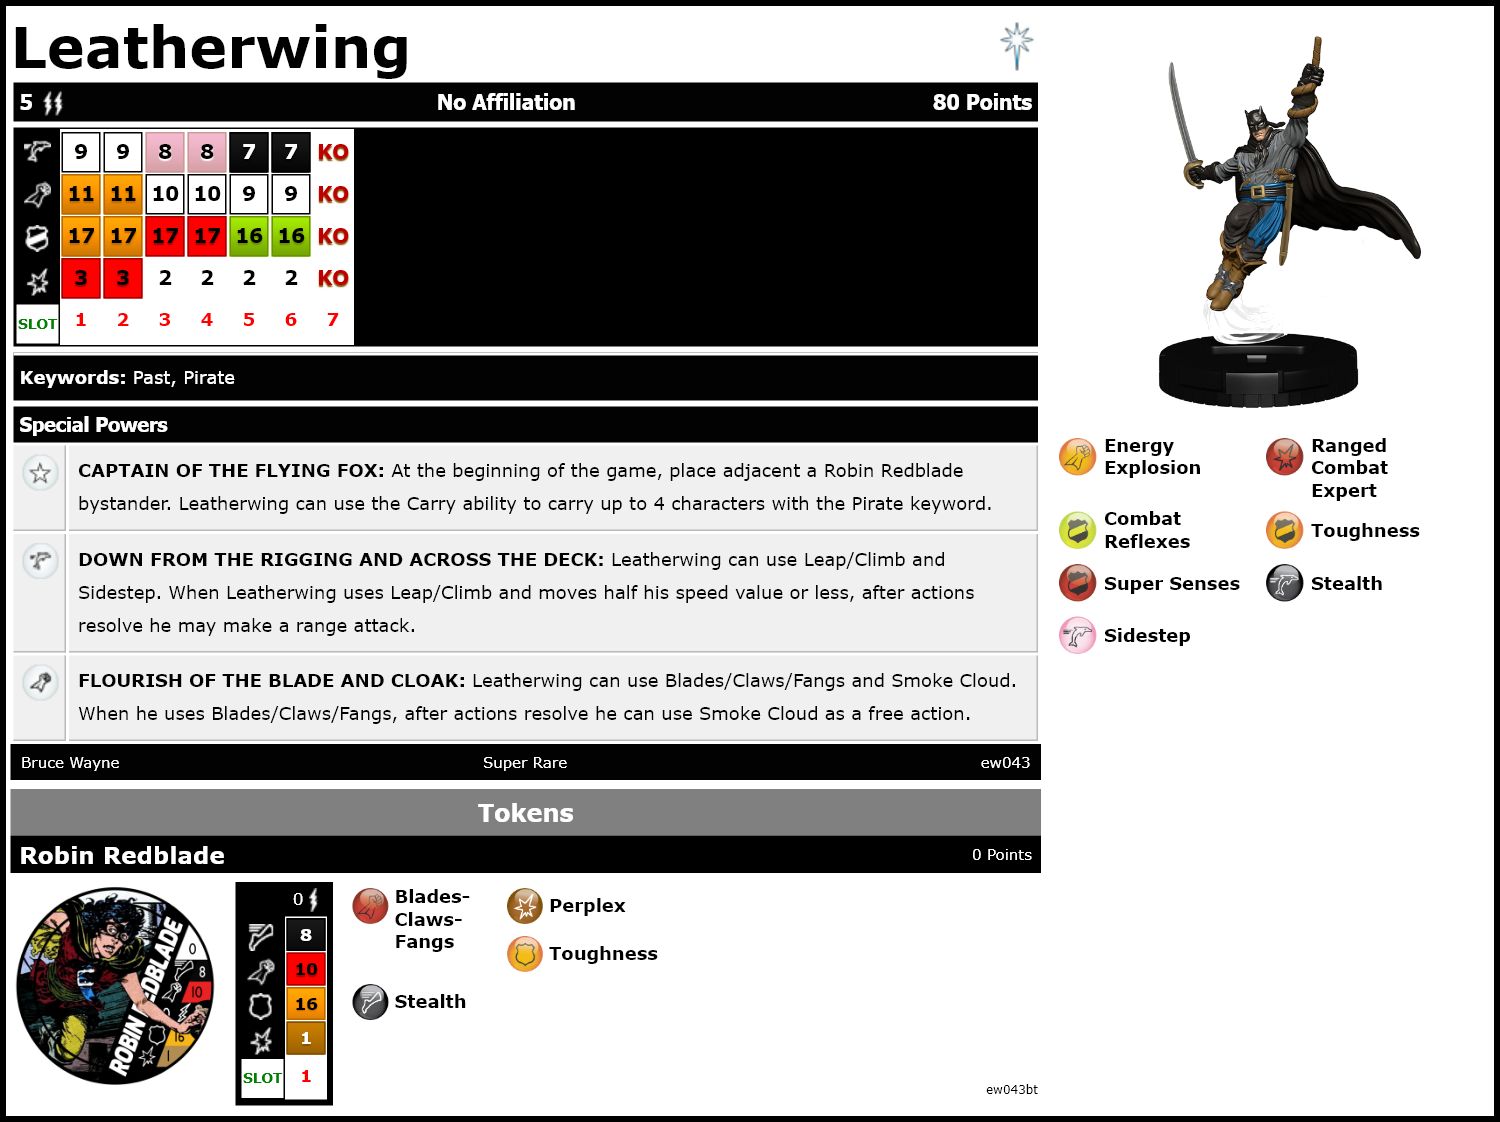 Leatherwing
5 No Affiliation 80 Points
9 9 8 8 7 7 KO
11 11 10 10 9 9 KO
17 17 17 17 16 16 KO
3 3 2 2 2 2 KO
SLOT 1 2 3 4 5 6 7
Keywords: Past, Pirate
Special Powers
CAPTAIN OF THE FLYING FOX: At the beginning of the game, place adjacent a Robin Redblade
bystander. Leatherwing can use the Carry ability to carry up to 4 characters with the Pirate keyword.
DOWN FROM THE RIGGING AND ACROSS THE DECK: Leatherwing can use Leap/Climb and
Sidestep. When Leatherwing uses Leap/Climb and moves half his speed value or less, after actions
resolve he may make a range attack.
FLOURISH OF THE BLADE AND CLOAK: Leatherwing can use Blades/Claws/Fangs and Smoke Cloud.
When he uses Blades/Claws/Fangs, after actions resolve he can use Smoke Cloud as a free action.
Bruce Wayne Super Rare ew043
Energy
Explosion
Ranged
Combat
Expert
Combat
Reflexes
Toughness
Super Senses
Stealth
Sidestep
Tokens
Robin Redblade 0 Points
ROBIN REDBLADE
0
8
10
16
1
0
8
10
16
1
SLOT 1
Blades-
Claws-
Fangs
Perplex
Toughness
Stealth
ew043bt